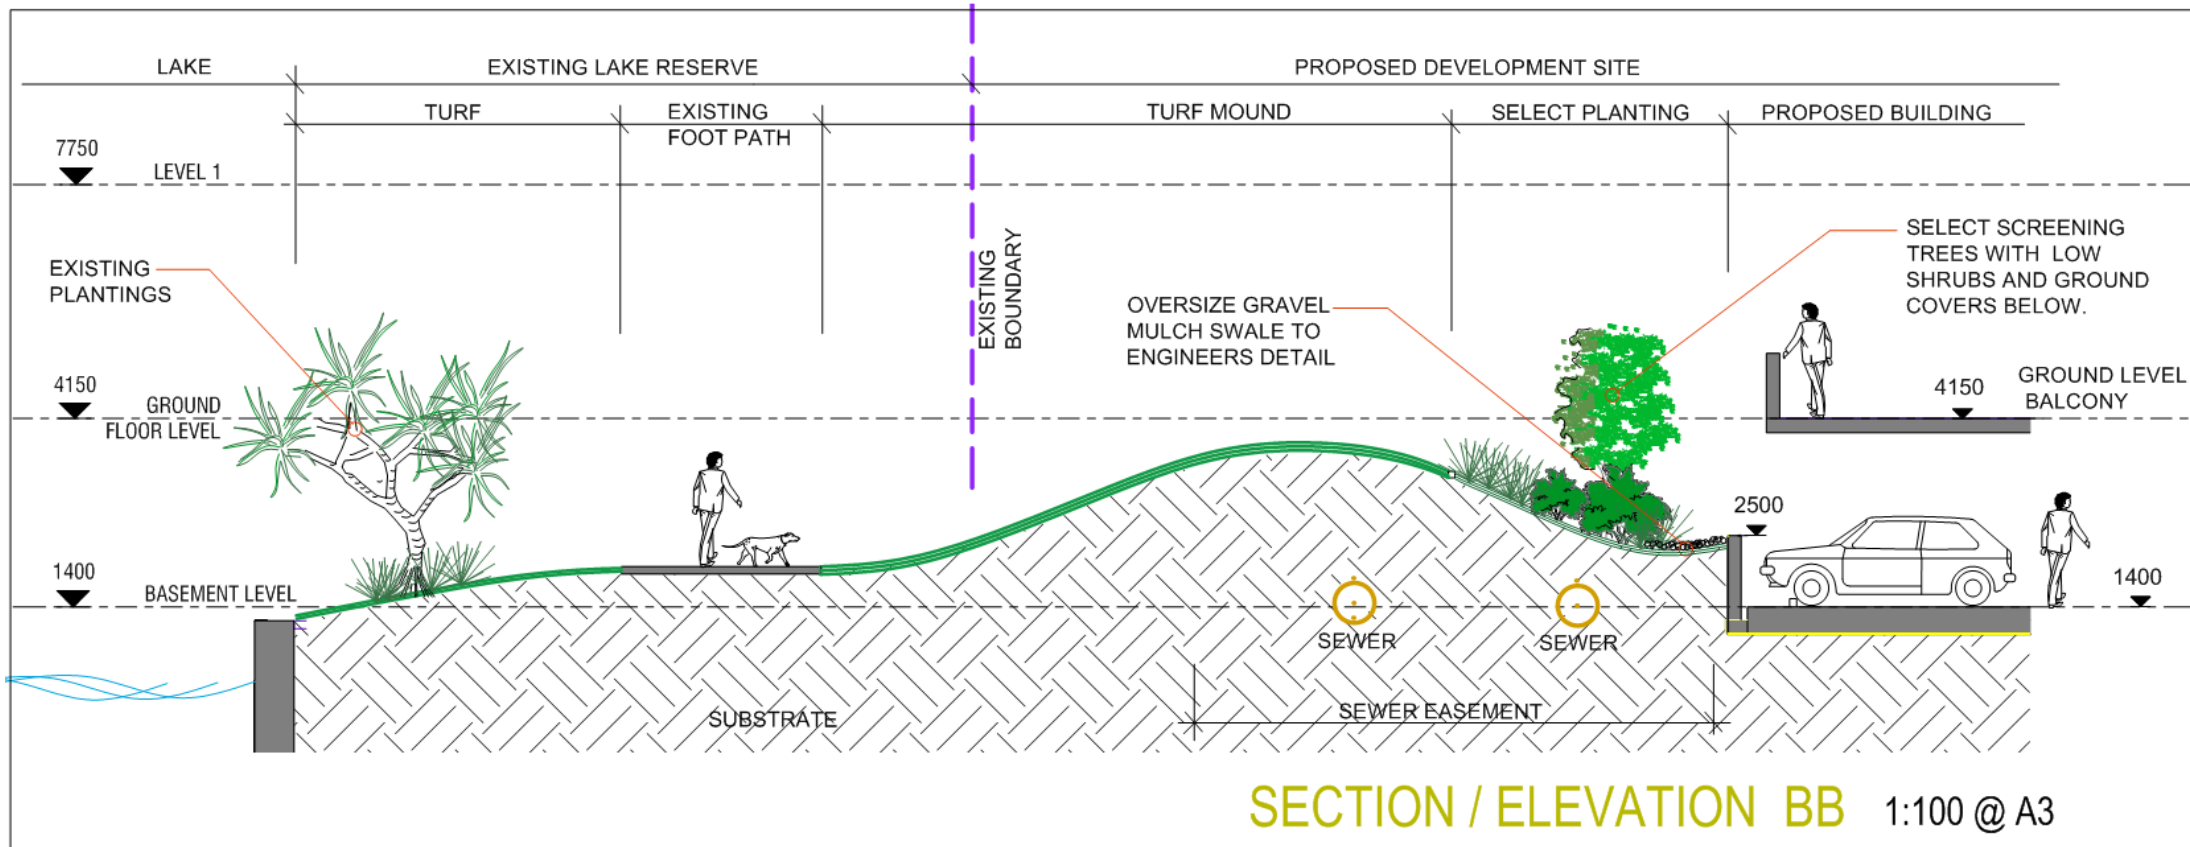 LAKE
EXISTING LAKE RESERVE
PROPOSED DEVELOPMENT SITE
TURF
EXISTING
FOOT PATH
TURF MOUND
SELECT PLANTING
PROPOSED BUILDING
7750
LEVEL 1
EXISTING
PLANTINGS
EXISTING
BOUNDARY
OVERSIZE GRAVEL
MULCH SWALE TO
ENGINEERS DETAIL
SELECT SCREENING
TREES WITH LOW
SHRUBS AND GROUND
COVERS BELOW.
4150
GROUND
FLOOR LEVEL
4150
GROUND LEVEL
BALCONY
2500
1400
BASEMENT LEVEL
1400
SEWER
SEWER
SUBSTRATE
SEWER EASEMENT
SECTION / ELEVATION BB 1:100 @ A3